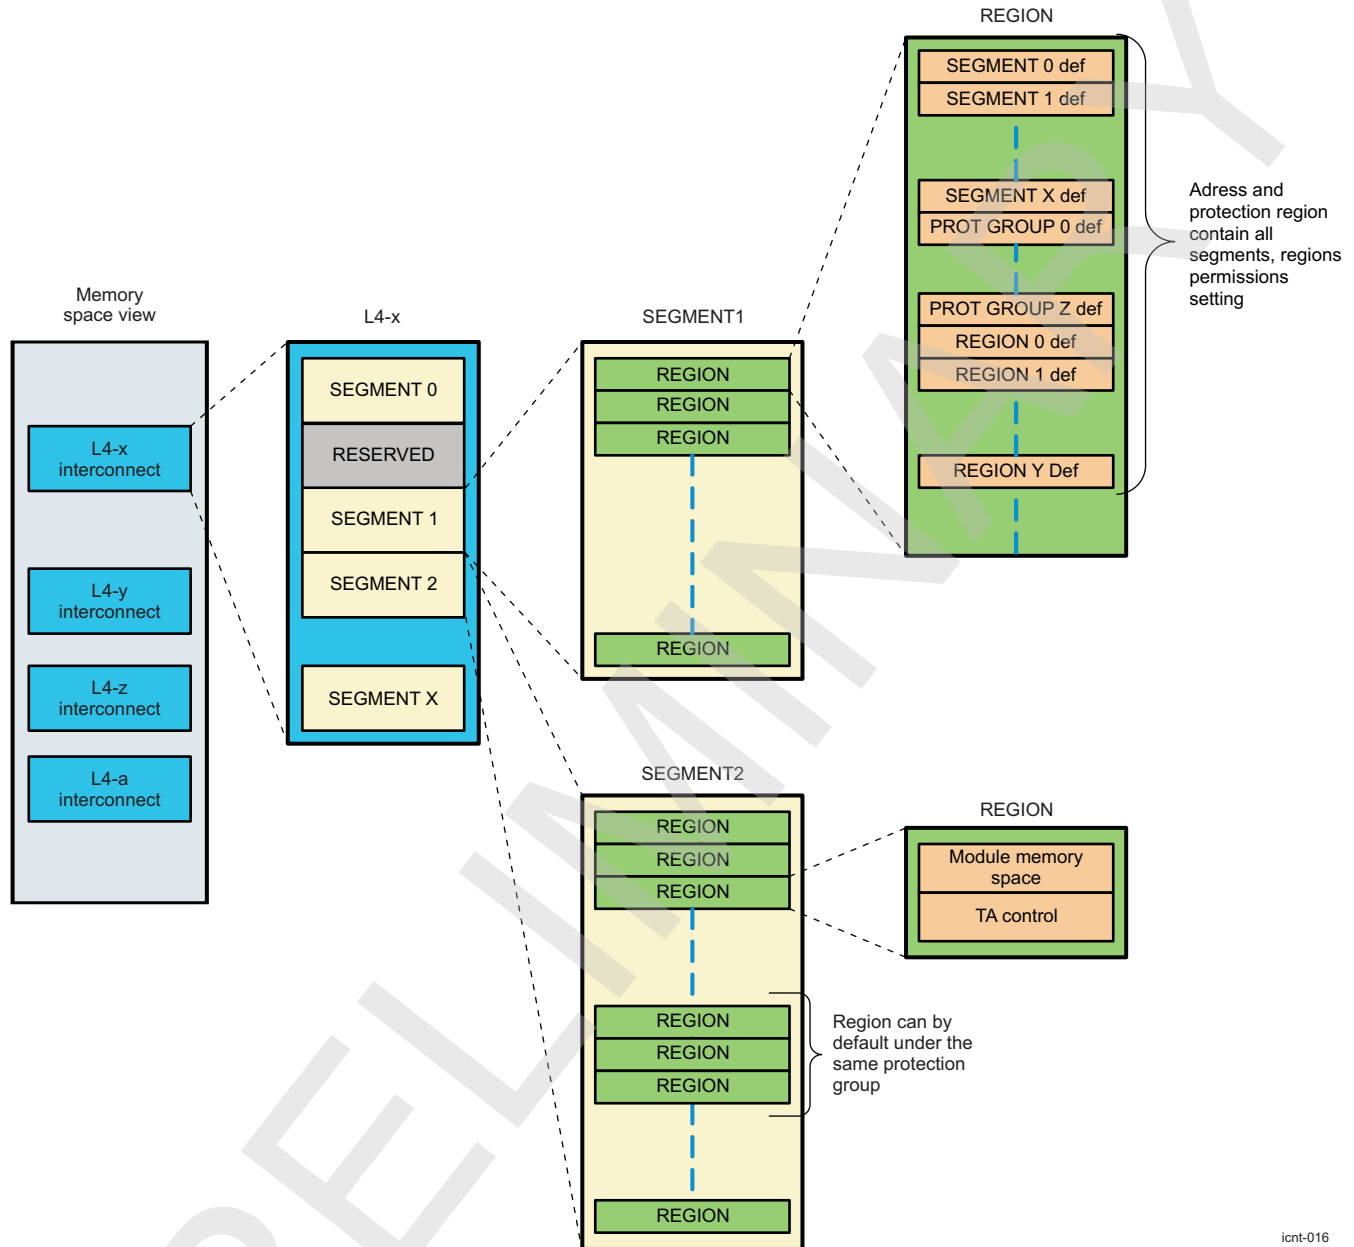 REGION
SEGMENT 0 def
SEGMENT 1 def
SEGMENT X def
PROT GROUP 0 def
PROT GROUP Z def
REGION 0 def
REGION 1 def
REGION Y Def
Adress and
protection region
contain all
segments, regions
permissions
setting
Memory
space view
L4-x
interconnect
L4-y
interconnect
L4-z
interconnect
L4-a
interconnect
L4-x
SEGMENT 0
RESERVED
SEGMENT 1
SEGMENT 2
SEGMENT X
SEGMENT1
REGION
REGION
REGION
REGION
SEGMENT2
REGION
REGION
REGION
REGION
REGION
REGION
REGION
Region can by
default under the
same protection
group
REGION
Module memory
space
TA control
PRELIMINARY
icnt-016